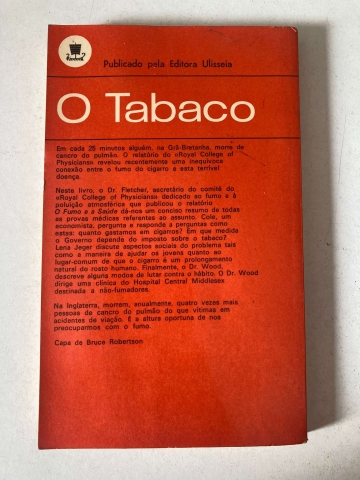 Publicado pela Editora Ulisseia
O Tabaco
Em cada 25 minutos alguém, na Grã-Bretanha, morre de
cancro do pulmão. O relatório do «Royal College of
Physicians» revelou recentemente uma inequívoca
conexão entre o fumo do cigarro e esta terrível
doença.
Neste livro, o Dr. Fletcher, secretário do comité do
«Royal College of Physicians» dedicado ao fumo e à
poluição atmosférica que publicou o relatório
O Fumo e a Saúde dá-nos um conciso resumo de todas
as provas médicas referentes ao assunto. Cole, um
economista, pergunta e responde a perguntas como
estas: quanto gastamos em cigarros? Em que medida
o Governo depende do imposto sobre o tabaco?
Lena Jeger discute aspectos sociais do problema tais
como a maneira de ajudar os jovens quanto ao
lugar-comum de que o cigarro é um prolongamento
natural do rosto humano. Finalmente, o Dr. Wood,
descreve alguns modos de lutar contra o hábito. O Dr. Wood
dirige uma clínica do Hospital Central Middlesex
destinada a não-fumadores.
Na Inglaterra, morrem, anualmente, quatro vezes mais
pessoas de cancro do pulmão do que vítimas em
acidentes de viação. É a altura oportuna de nos
preocuparmos com o fumo.
Capa de Bruce Robertson